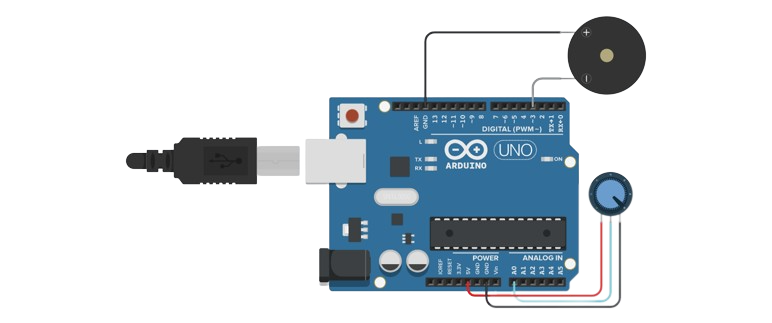 +
AREF
GND
13
12
~11
~10
~9
8
7
~6
~5
4
~3
2
TX→1
RX←0
DIGITAL (PWM~)
L
TX
RX
ARDUINO
UNO
ON
POWER
ANALOG IN
IOREF
RESET
3.3V
5V
GND
GND
Vin
A0
A1
A2
A3
A4
A5